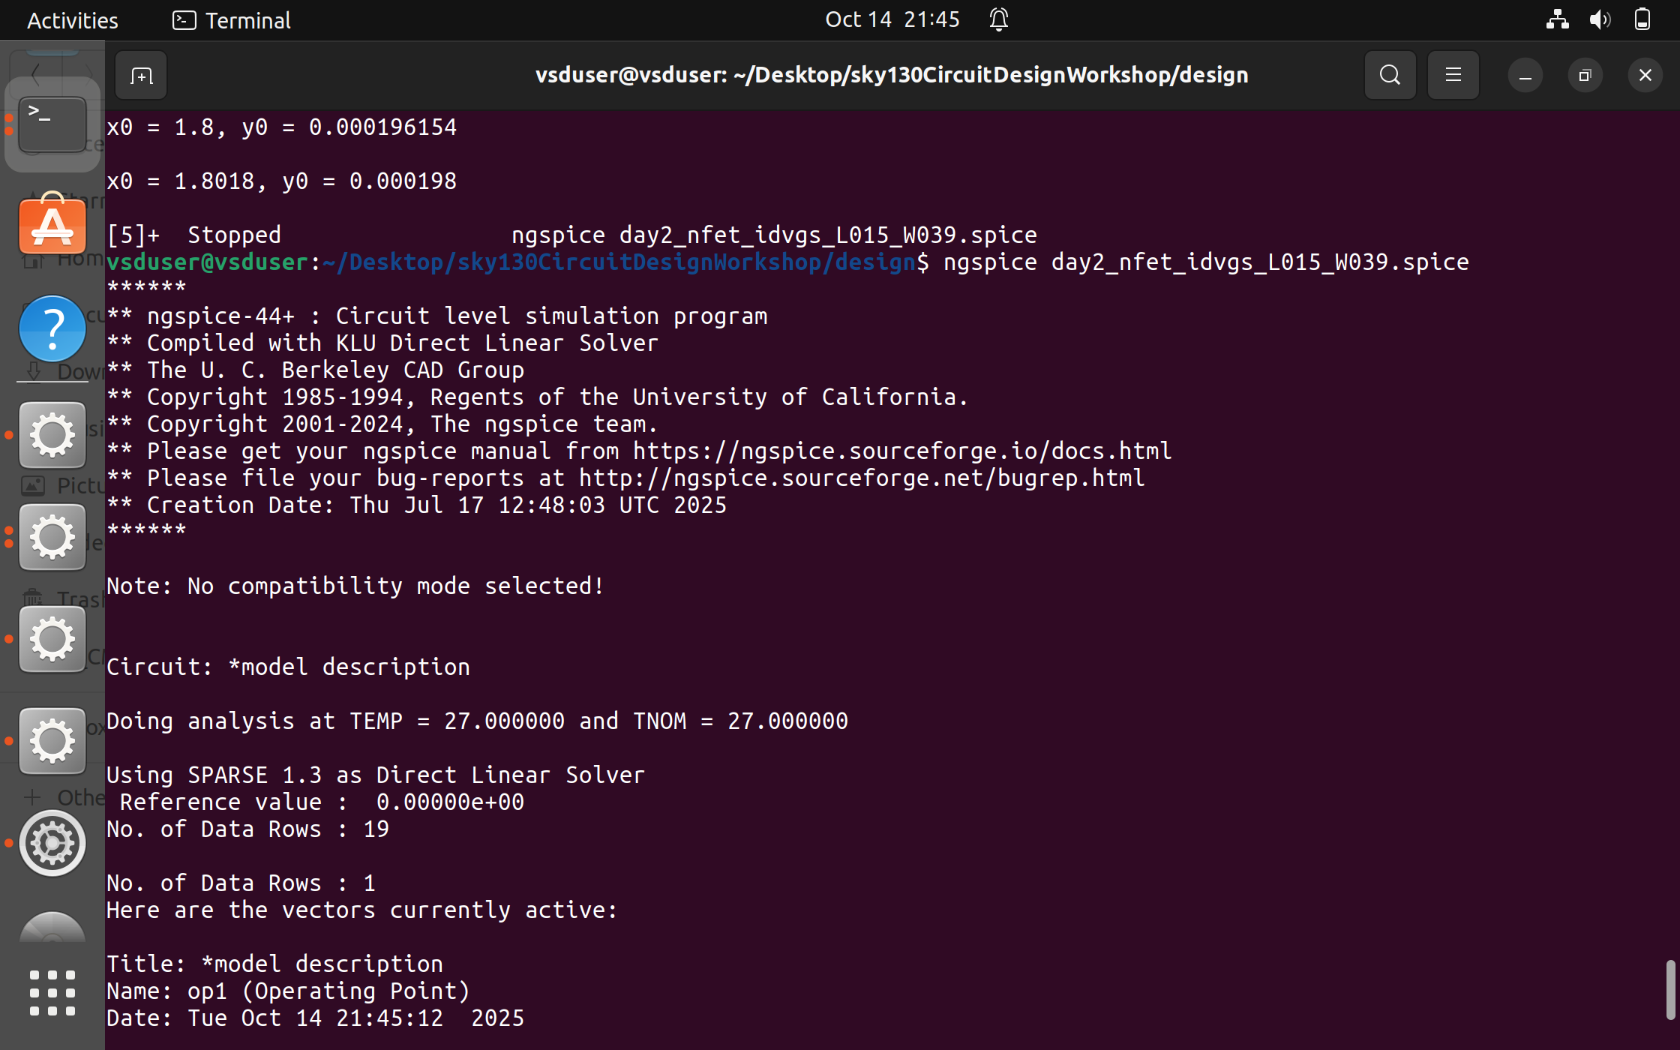 Activities Terminal Oct 14 21:45
vsduser@vsduser: ~/Desktop/sky130CircuitDesignWorkshop/design
x0 = 1.8, y0 = 0.000196154
x0 = 1.8018, y0 = 0.000198
[5]+  Stopped                 ngspice day2_nfet_idvgs_L015_W039.spice
vsduser@vsduser:~/Desktop/sky130CircuitDesignWorkshop/design$ ngspice day2_nfet_idvgs_L015_W039.spice
******
** ngspice-44+ : Circuit level simulation program
** Compiled with KLU Direct Linear Solver
** The U. C. Berkeley CAD Group
** Copyright 1985-1994, Regents of the University of California.
** Copyright 2001-2024, The ngspice team.
** Please get your ngspice manual from https://ngspice.sourceforge.io/docs.html
** Please file your bug-reports at http://ngspice.sourceforge.net/bugrep.html
** Creation Date: Thu Jul 17 12:48:03 UTC 2025
******
Note: No compatibility mode selected!
Circuit: *model description
Doing analysis at TEMP = 27.000000 and TNOM = 27.000000
Using SPARSE 1.3 as Direct Linear Solver
 Reference value :  0.00000e+00
No. of Data Rows : 19
No. of Data Rows : 1
Here are the vectors currently active:
Title: *model description
Name: op1 (Operating Point)
Date: Tue Oct 14 21:45:12  2025